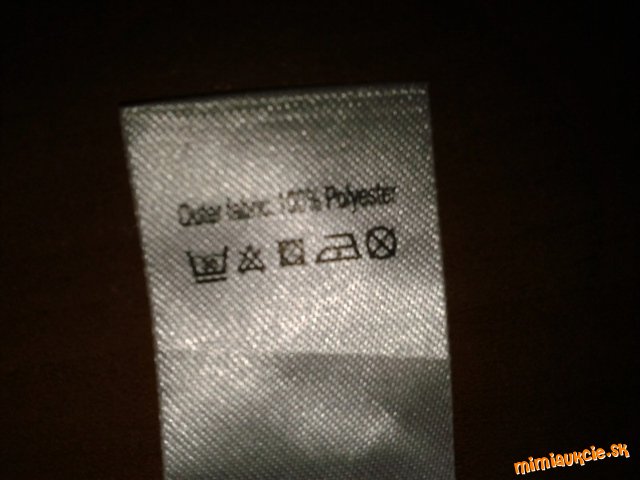 Outer fabric: 100% Polyester
mimiaukcie.sk